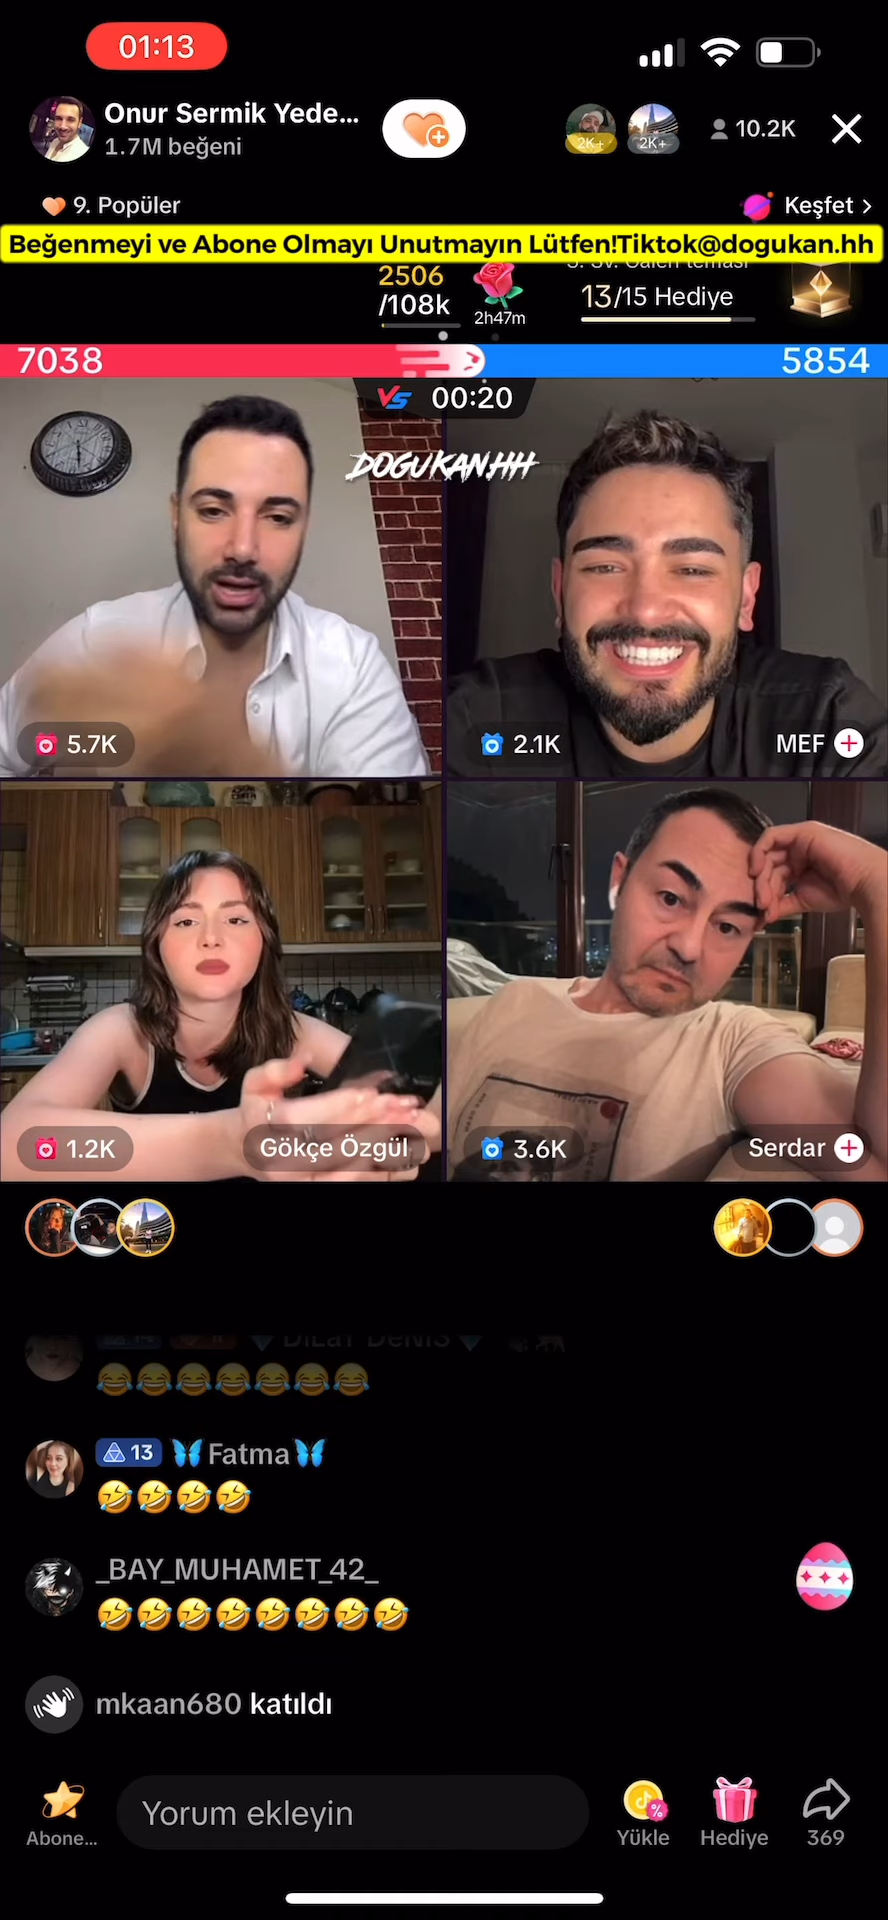 01:13
Onur Sermik Yede...
1.7M beğeni
2K+
2K+
10.2K
9. Popüler
Keşfet >
Beğenmeyi ve Abone Olmayı Unutmayın Lütfen!Tiktok@dogukan.hh
2506
/108k
2h47m
13/15 Hediye
7038
5854
VS 00:20
DOGUKAN.HH
5.7K
2.1K
MEF
1.2K
Gökçe Özgül
3.6K
Serdar
13 Fatma
😂😂😂😂😂😂😂
🤣🤣🤣🤣
_BAY_MUHAMET_42_
🤣🤣🤣🤣🤣🤣🤣🤣
mkaan680 katıldı
Abone...
Yorum ekleyin
Yükle
Hediye
369